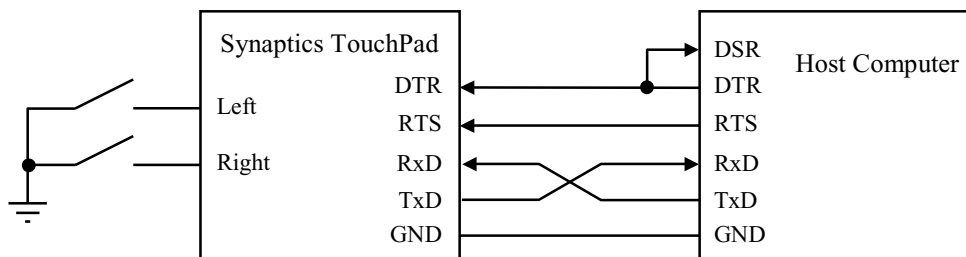 Synaptics TouchPad
Left
Right
DTR
RTS
RxD
TxD
GND
Host Computer
DSR
DTR
RTS
RxD
TxD
GND